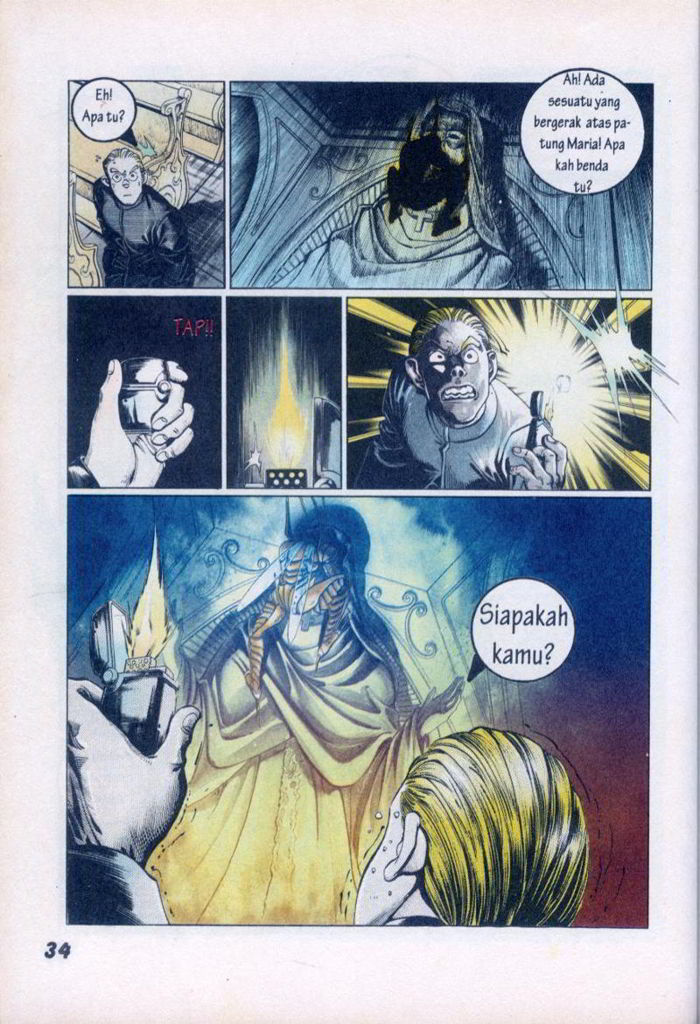 Eh!
Apa tu?
Ah! Ada
sesuatu yang
bergerak atas pa-
tung Maria! Apa
kah benda
tu?
TAP!!
Siapakah
kamu?
34